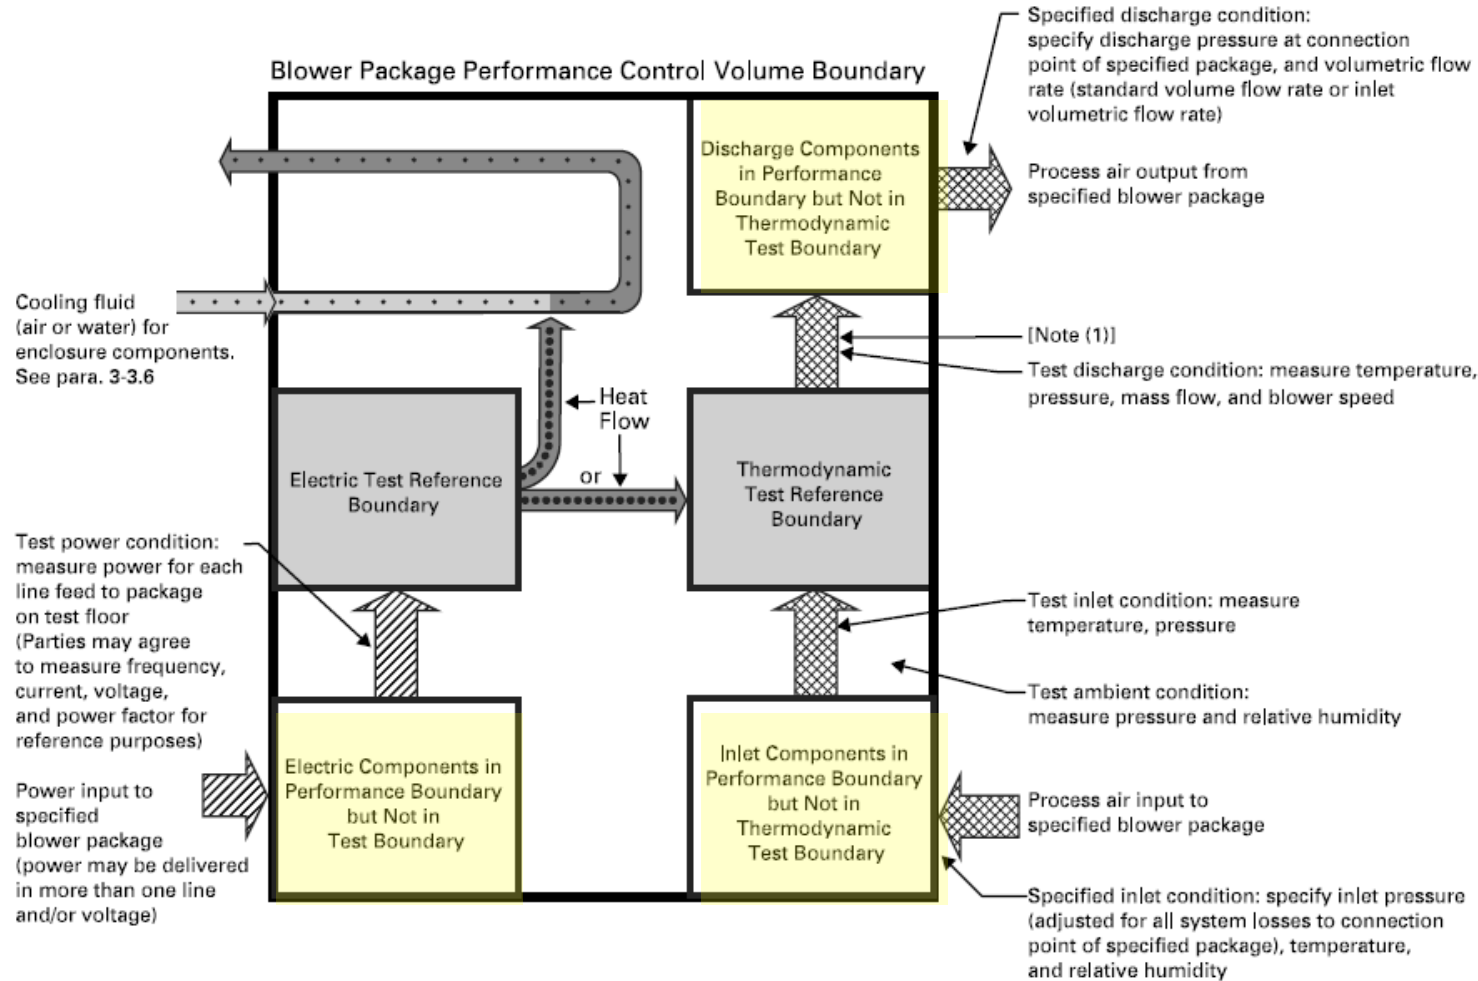 Blower Package Performance Control Volume Boundary
Specified discharge condition:
specify discharge pressure at connection
point of specified package, and volumetric flow
rate (standard volume flow rate or inlet
volumetric flow rate)
Discharge Components
in Performance
Boundary but Not in
Thermodynamic
Test Boundary
Process air output from
specified blower package
Cooling fluid
(air or water) for
enclosure components.
See para. 3-3.6
[Note (1)]
Test discharge condition: measure temperature,
pressure, mass flow, and blower speed
Heat
Flow
or
Electric Test Reference
Boundary
Thermodynamic
Test Reference
Boundary
Test power condition:
measure power for each
line feed to package
on test floor
(Parties may agree
to measure frequency,
current, voltage,
and power factor for
reference purposes)
Test inlet condition: measure
temperature, pressure
Test ambient condition:
measure pressure and relative humidity
Power input to
specified
blower package
(power may be delivered
in more than one line
and/or voltage)
Electric Components in
Performance Boundary
but Not in
Test Boundary
Inlet Components in
Performance Boundary
but Not in
Thermodynamic
Test Boundary
Process air input to
specified blower package
Specified inlet condition: specify inlet pressure
(adjusted for all system losses to connection
point of specified package), temperature,
and relative humidity